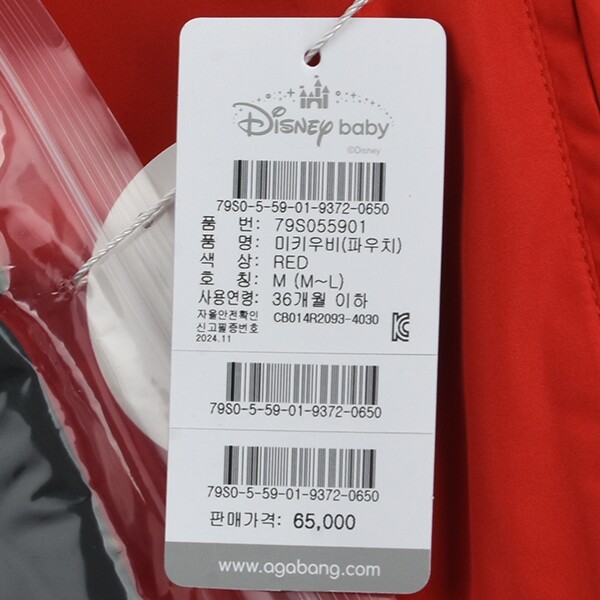 Disney baby
©Disney
79S0-5-59-01-9372-0650
품 번: 79S055901
품 명: 미키우비(파우치)
색 상: RED
호 칭: M (M~L)
사용연령: 36개월 이하
자율안전확인
신고필증번호 CB014R2093-4030
2024.11
79S0-5-59-01-9372-0650
79S0-5-59-01-9372-0650
판매가격: 65,000
www.agabang.com